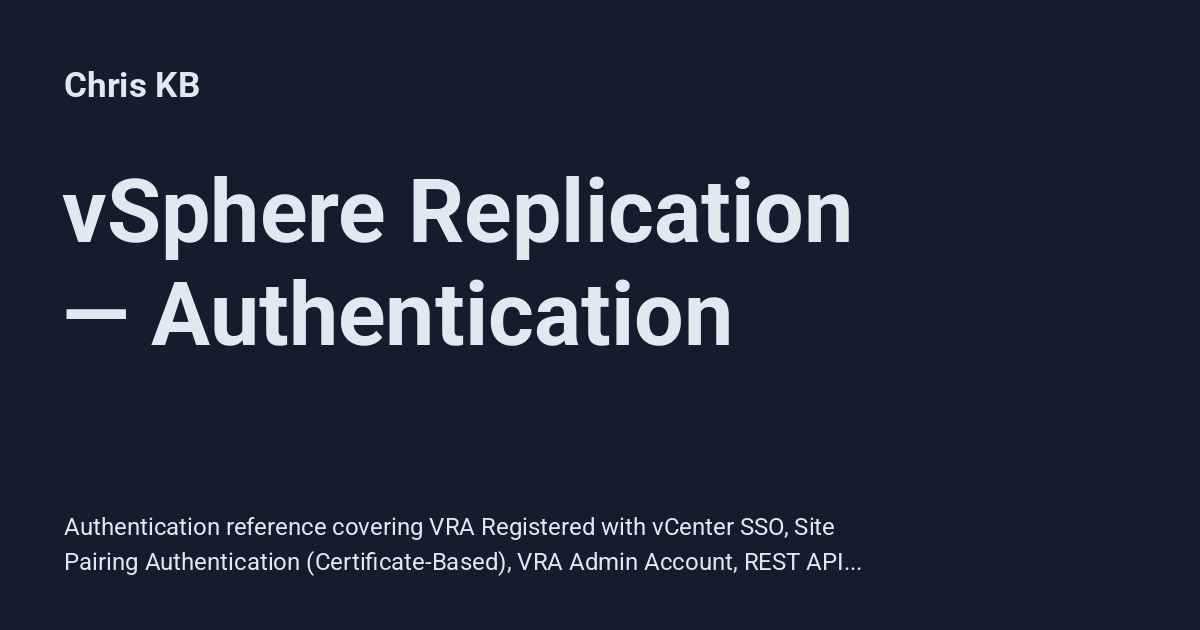 Chris KB
vSphere Replication
— Authentication
Authentication reference covering VRA Registered with vCenter SSO, Site
Pairing Authentication (Certificate-Based), VRA Admin Account, REST API...